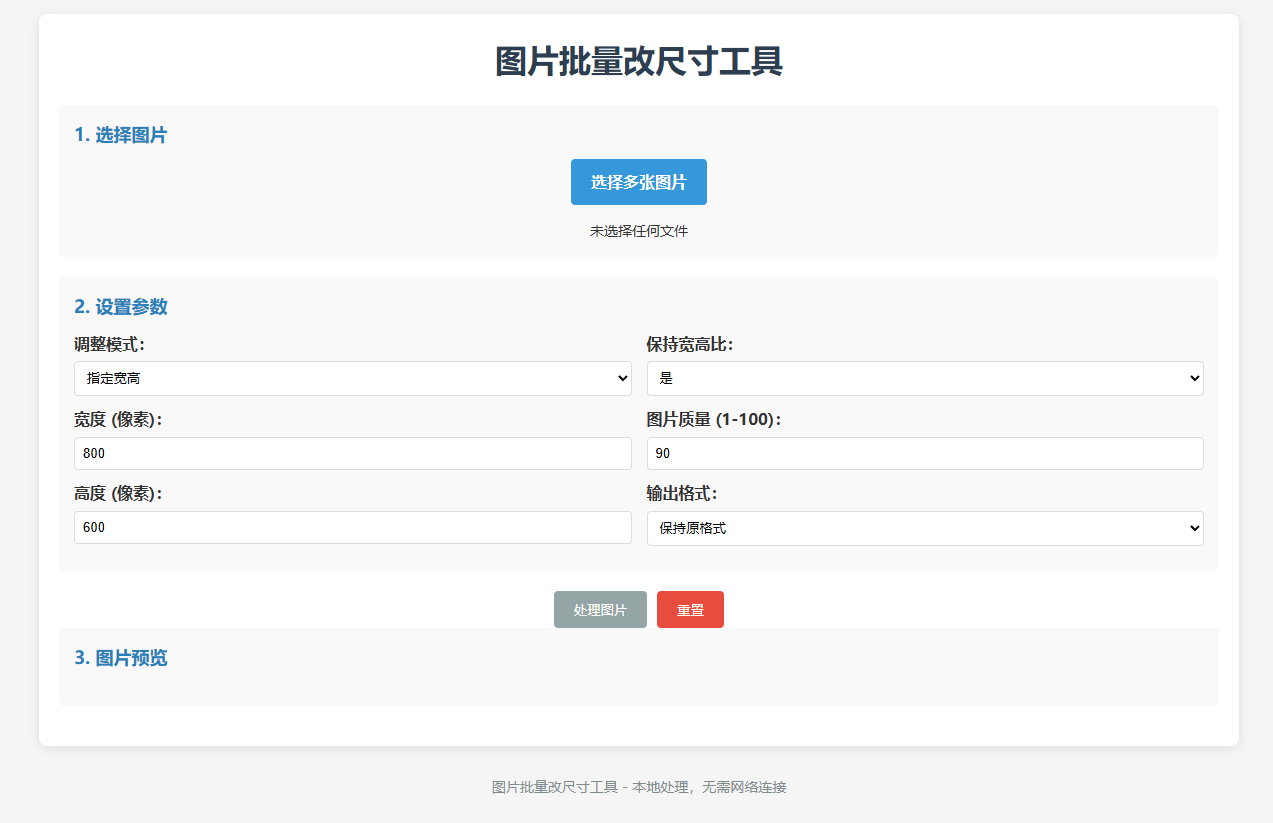 图片批量改尺寸工具
1. 选择图片
选择多张图片
未选择任何文件
2. 设置参数
调整模式:
指定宽高
保持宽高比:
是
宽度 (像素):
800
图片质量 (1-100):
90
高度 (像素):
600
输出格式:
保持原格式
处理图片
重置
3. 图片预览
图片批量改尺寸工具 - 本地处理，无需网络连接